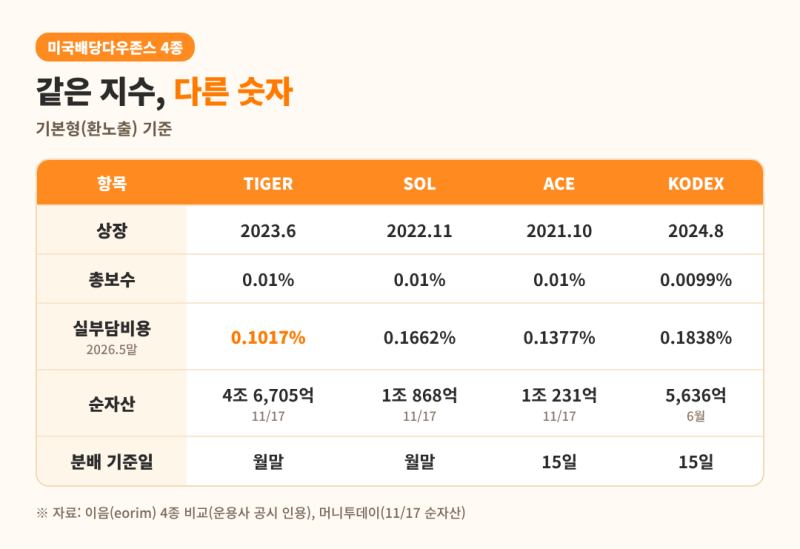 미국배당다우존스 4종
같은 지수, 다른 숫자
기본형(환노출) 기준
항목 TIGER SOL ACE KODEX
상장 2023.6 2022.11 2021.10 2024.8
총보수 0.01% 0.01% 0.01% 0.0099%
실부담비용 0.1017% 0.1662% 0.1377% 0.1838%
2026.5말
순자산 4조 6,705억 1조 868억 1조 231억 5,636억
11/17 11/17 11/17 6월
분배 기준일 월말 월말 15일 15일
※ 자료: 이음(eorim) 4종 비교(운용사 공시 인용), 머니투데이(11/17 순자산)